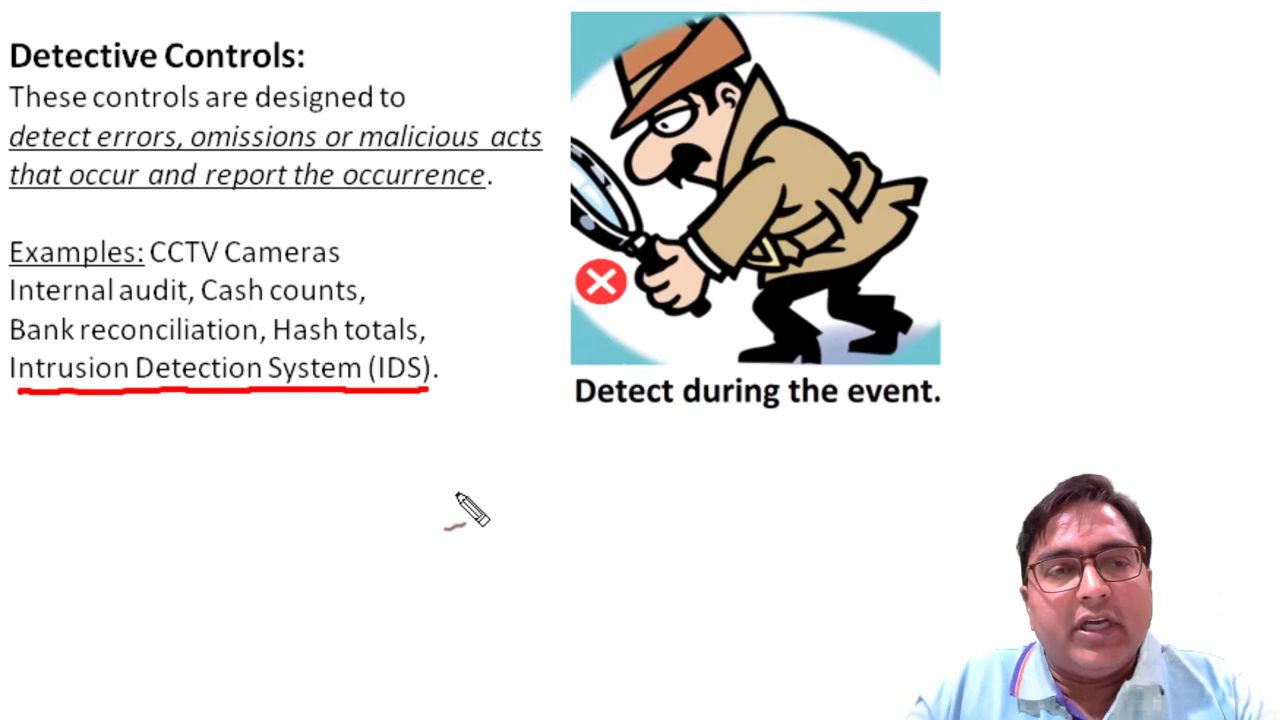 Detective Controls:
These controls are designed to
detect errors, omissions or malicious acts
that occur and report the occurrence.
Examples: CCTV Cameras
Internal audit, Cash counts,
Bank reconciliation, Hash totals,
Intrusion Detection System (IDS).
Detect during the event.